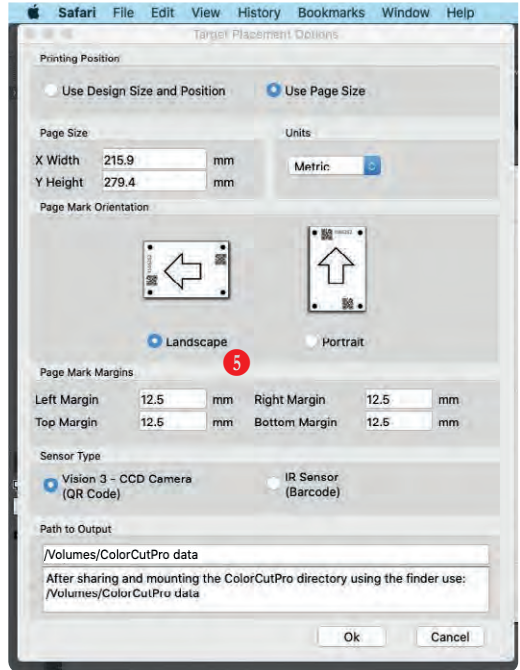 Safari File Edit View History Bookmarks Window Help
Target Placement Options
Printing Position
Use Design Size and Position Use Page Size
Page Size Units
X Width 215.9 mm Metric
Y Height 279.4 mm
Page Mark Orientation
Landscape Portrait
5
Page Mark Margins
Left Margin 12.5 mm Right Margin 12.5 mm
Top Margin 12.5 mm Bottom Margin 12.5 mm
Sensor Type
Vision 3 - CCD Camera IR Sensor
(QR Code) (Barcode)
Path to Output
/Volumes/ColorCutPro data
After sharing and mounting the ColorCutPro directory using the finder use:
/Volumes/ColorCutPro data
Ok Cancel